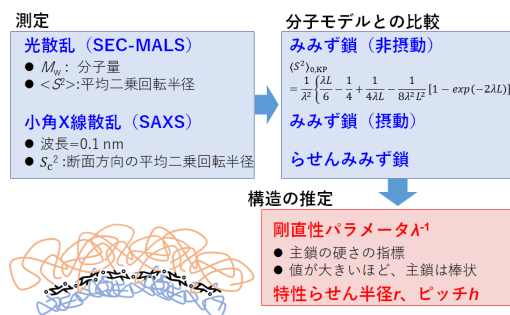 測定
光散乱（SEC-MALS）
● Mw： 分子量
● <S²>:平均二乗回転半径
小角X線散乱（SAXS）
● 波長=0.1 nm
● Sc² :断面方向の平均二乗回転半径
分子モデルとの比較
みみず鎖（非摂動）
⟨S²⟩0,KP
= 1/λ² {λL/6 − 1/4 + 1/4λL − 1/8λ²L² [1 − exp(−2λL)
みみず鎖（摂動）
らせんみみず鎖
構造の推定
剛直性パラメータλ-1
● 主鎖の硬さの指標
● 値が大きいほど、主鎖は棒状
特性らせん半径r、ピッチh